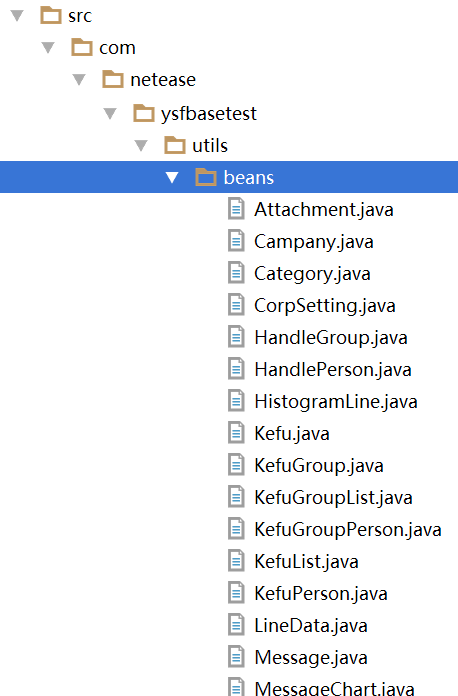 src
com
netease
ysfbasetest
utils
beans
Attachment.java
Campany.java
Category.java
CorpSetting.java
HandleGroup.java
HandlePerson.java
HistogramLine.java
Kefu.java
KefuGroup.java
KefuGroupList.java
KefuGroupPerson.java
KefuList.java
KefuPerson.java
LineData.java
Message.java
MessageChart.java